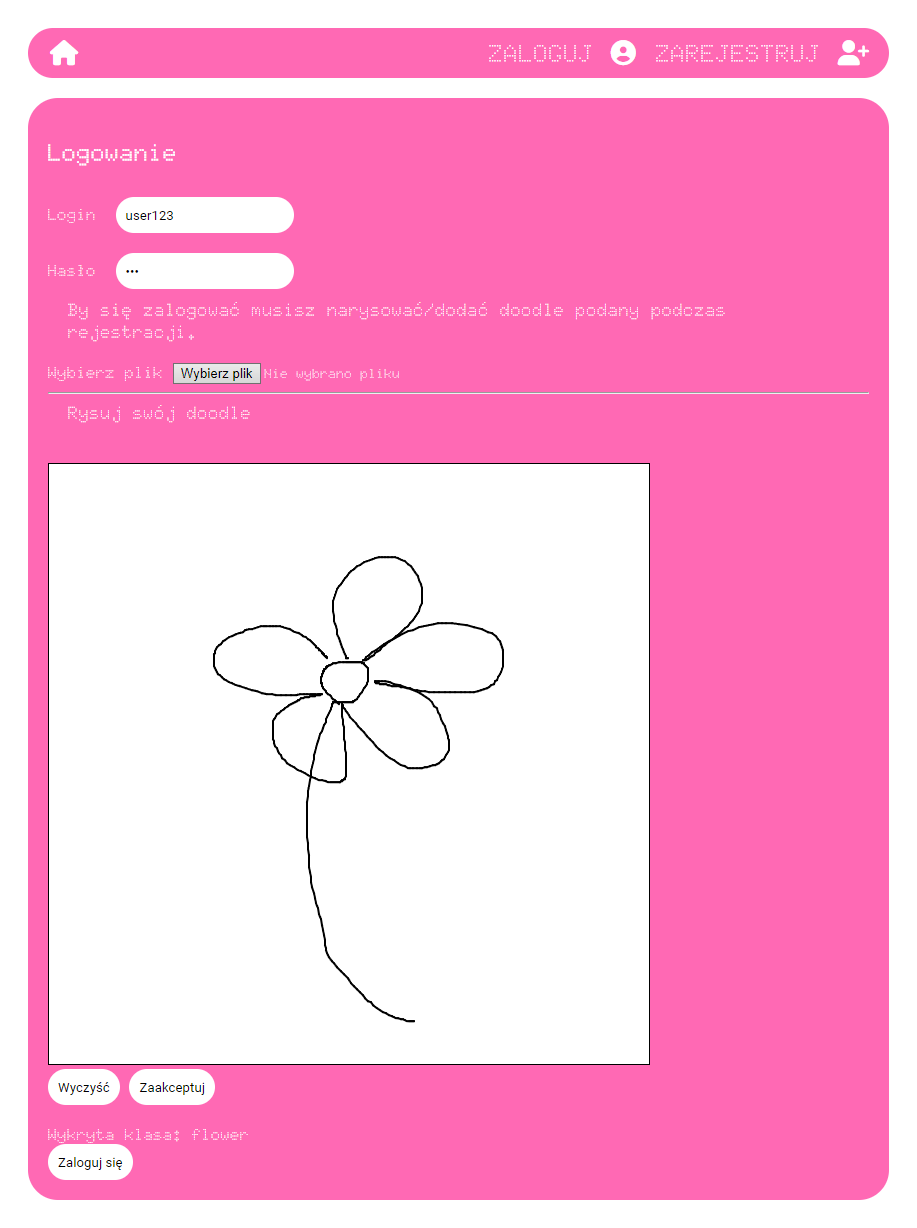 ZALOGUJ ZAREJESTRUJ
Logowanie
Login user123
Hasło •••
By się zalogować musisz narysować/dodać doodle podany podczas
rejestracji.
Wybierz plik Wybierz plik Nie wybrano pliku
Rysuj swój doodle
Wyczyść Zaakceptuj
Wykryta klasa: flower
Zaloguj się